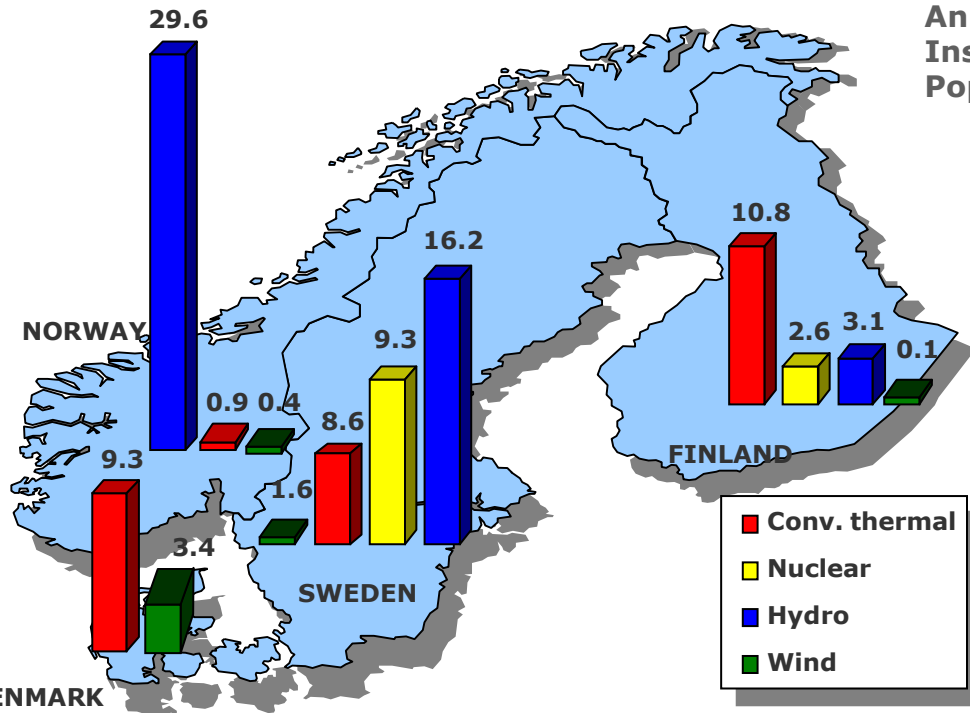 29.6
An
Ins
Pop
10.8
16.2
NORWAY
9.3
2.6
3.1
0.1
0.9
0.4
8.6
9.3
FINLAND
1.6
3.4
SWEDEN
ENMARK
Conv. thermal
Nuclear
Hydro
Wind